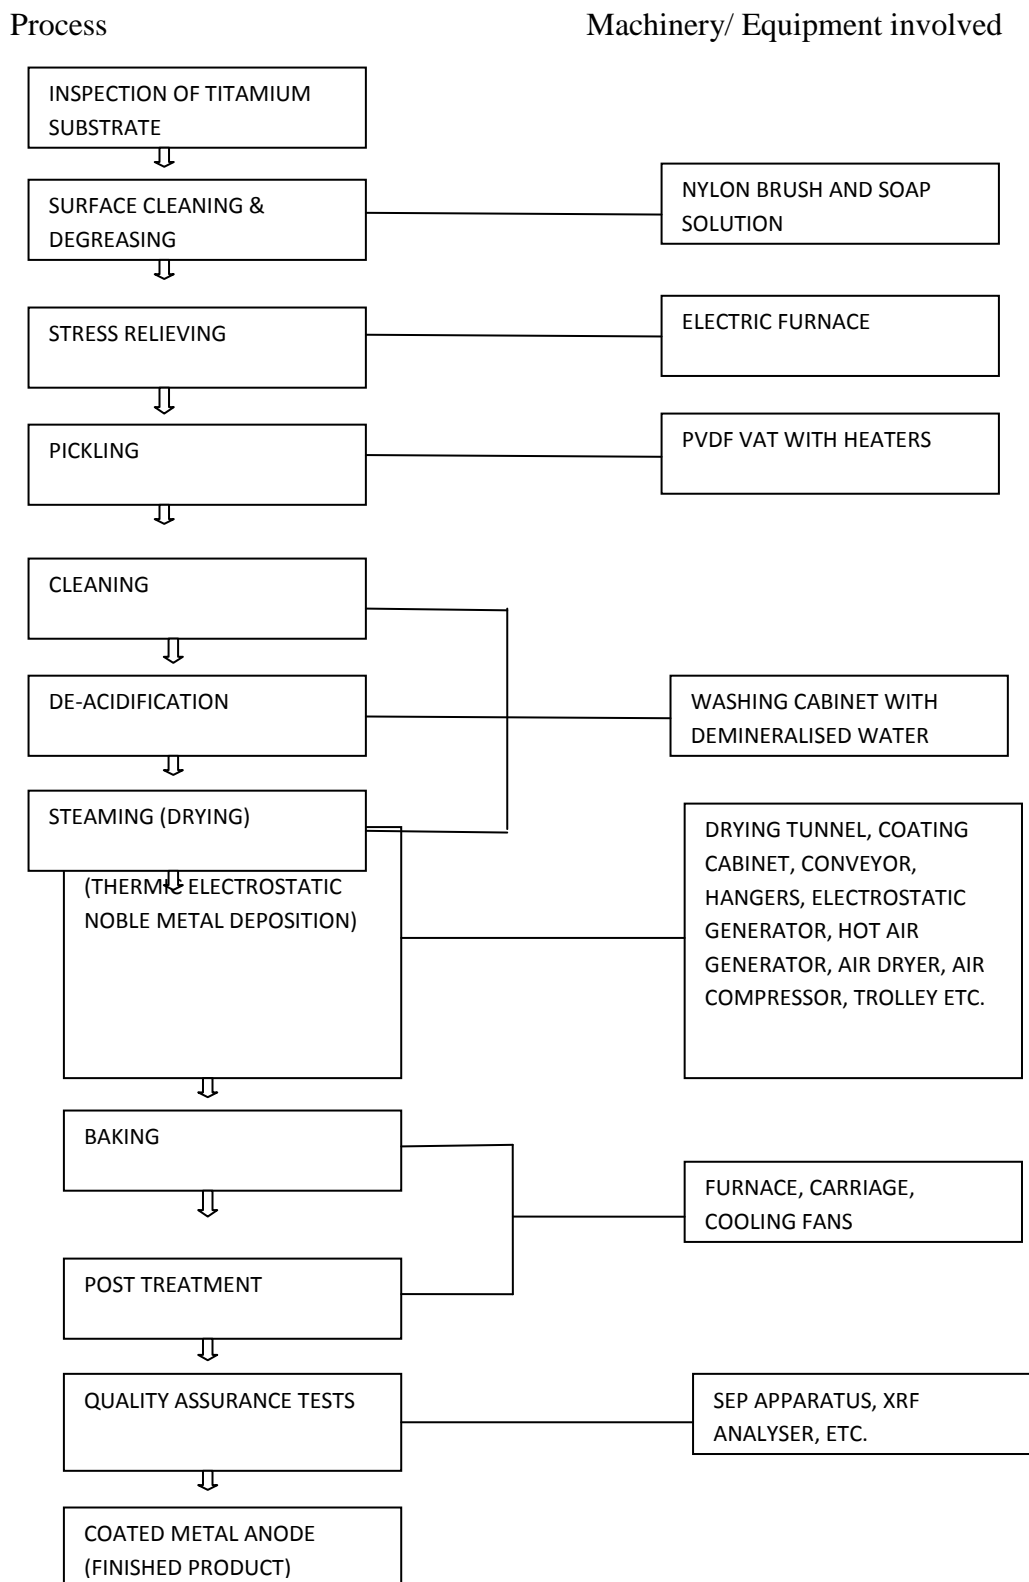 Process
Machinery/ Equipment involved
INSPECTION OF TITAMIUM
SUBSTRATE
SURFACE CLEANING &
DEGREASING
NYLON BRUSH AND SOAP
SOLUTION
STRESS RELIEVING
ELECTRIC FURNACE
PICKLING
PVDF VAT WITH HEATERS
CLEANING
DE-ACIDIFICATION
WASHING CABINET WITH
DEMINERALISED WATER
STEAMING (DRYING)
(THERMIC ELECTROSTATIC
NOBLE METAL DEPOSITION)
DRYING TUNNEL, COATING
CABINET, CONVEYOR,
HANGERS, ELECTROSTATIC
GENERATOR, HOT AIR
GENERATOR, AIR DRYER, AIR
COMPRESSOR, TROLLEY ETC.
BAKING
FURNACE, CARRIAGE,
COOLING FANS
POST TREATMENT
QUALITY ASSURANCE TESTS
SEP APPARATUS, XRF
ANALYSER, ETC.
COATED METAL ANODE
(FINISHED PRODUCT)